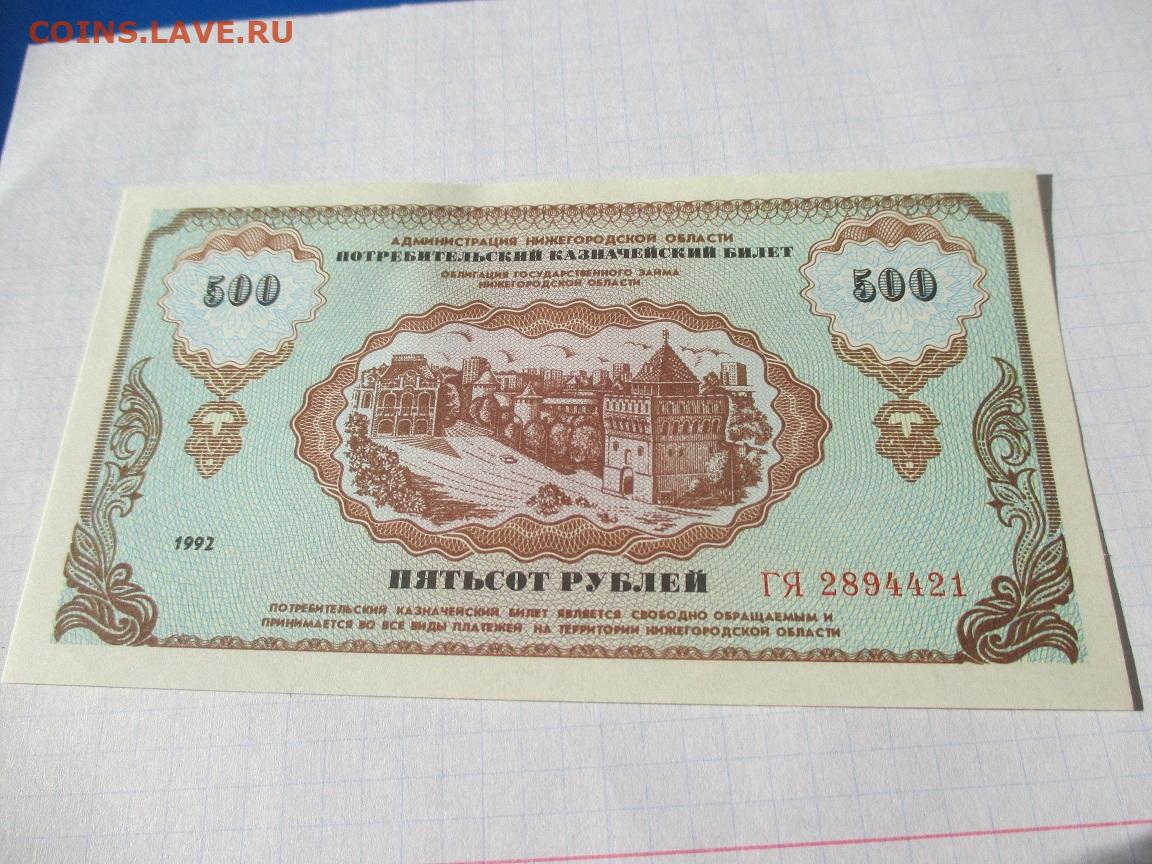 COINS.LAVE.RU
АДМИНИСТРАЦИЯ НИЖЕГОРОДСКОЙ ОБЛАСТИ
ПОТРЕБИТЕЛЬСКИЙ КАЗНАЧЕЙСКИЙ БИЛЕТ
ОБЛИГАЦИЯ ГОСУДАРСТВЕННОГО ЗАЙМА
НИЖЕГОРОДСКОЙ ОБЛАСТИ
500
500
1992
ПЯТЬСОТ РУБЛЕЙ
ГЯ 2894421
ПОТРЕБИТЕЛЬСКИЙ КАЗНАЧЕЙСКИЙ БИЛЕТ ЯВЛЯЕТСЯ СВОБОДНО ОБРАЩАЕМЫМ И
ПРИНИМАЕТСЯ ВО ВСЕ ВИДЫ ПЛАТЕЖЕЙ НА ТЕРРИТОРИИ НИЖЕГОРОДСКОЙ ОБЛАСТИ